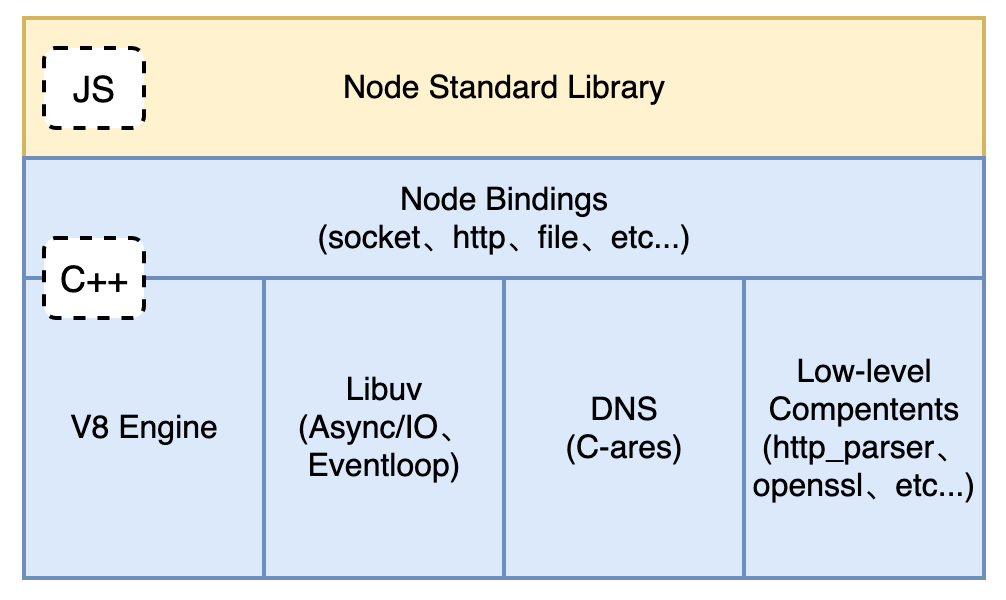 JS
Node Standard Library
Node Bindings
(socket、http、file、etc...)
C++
V8 Engine
Libuv
(Async/IO、
Eventloop)
DNS
(C-ares)
Low-level
Compentents
(http_parser、
openssl、etc...)